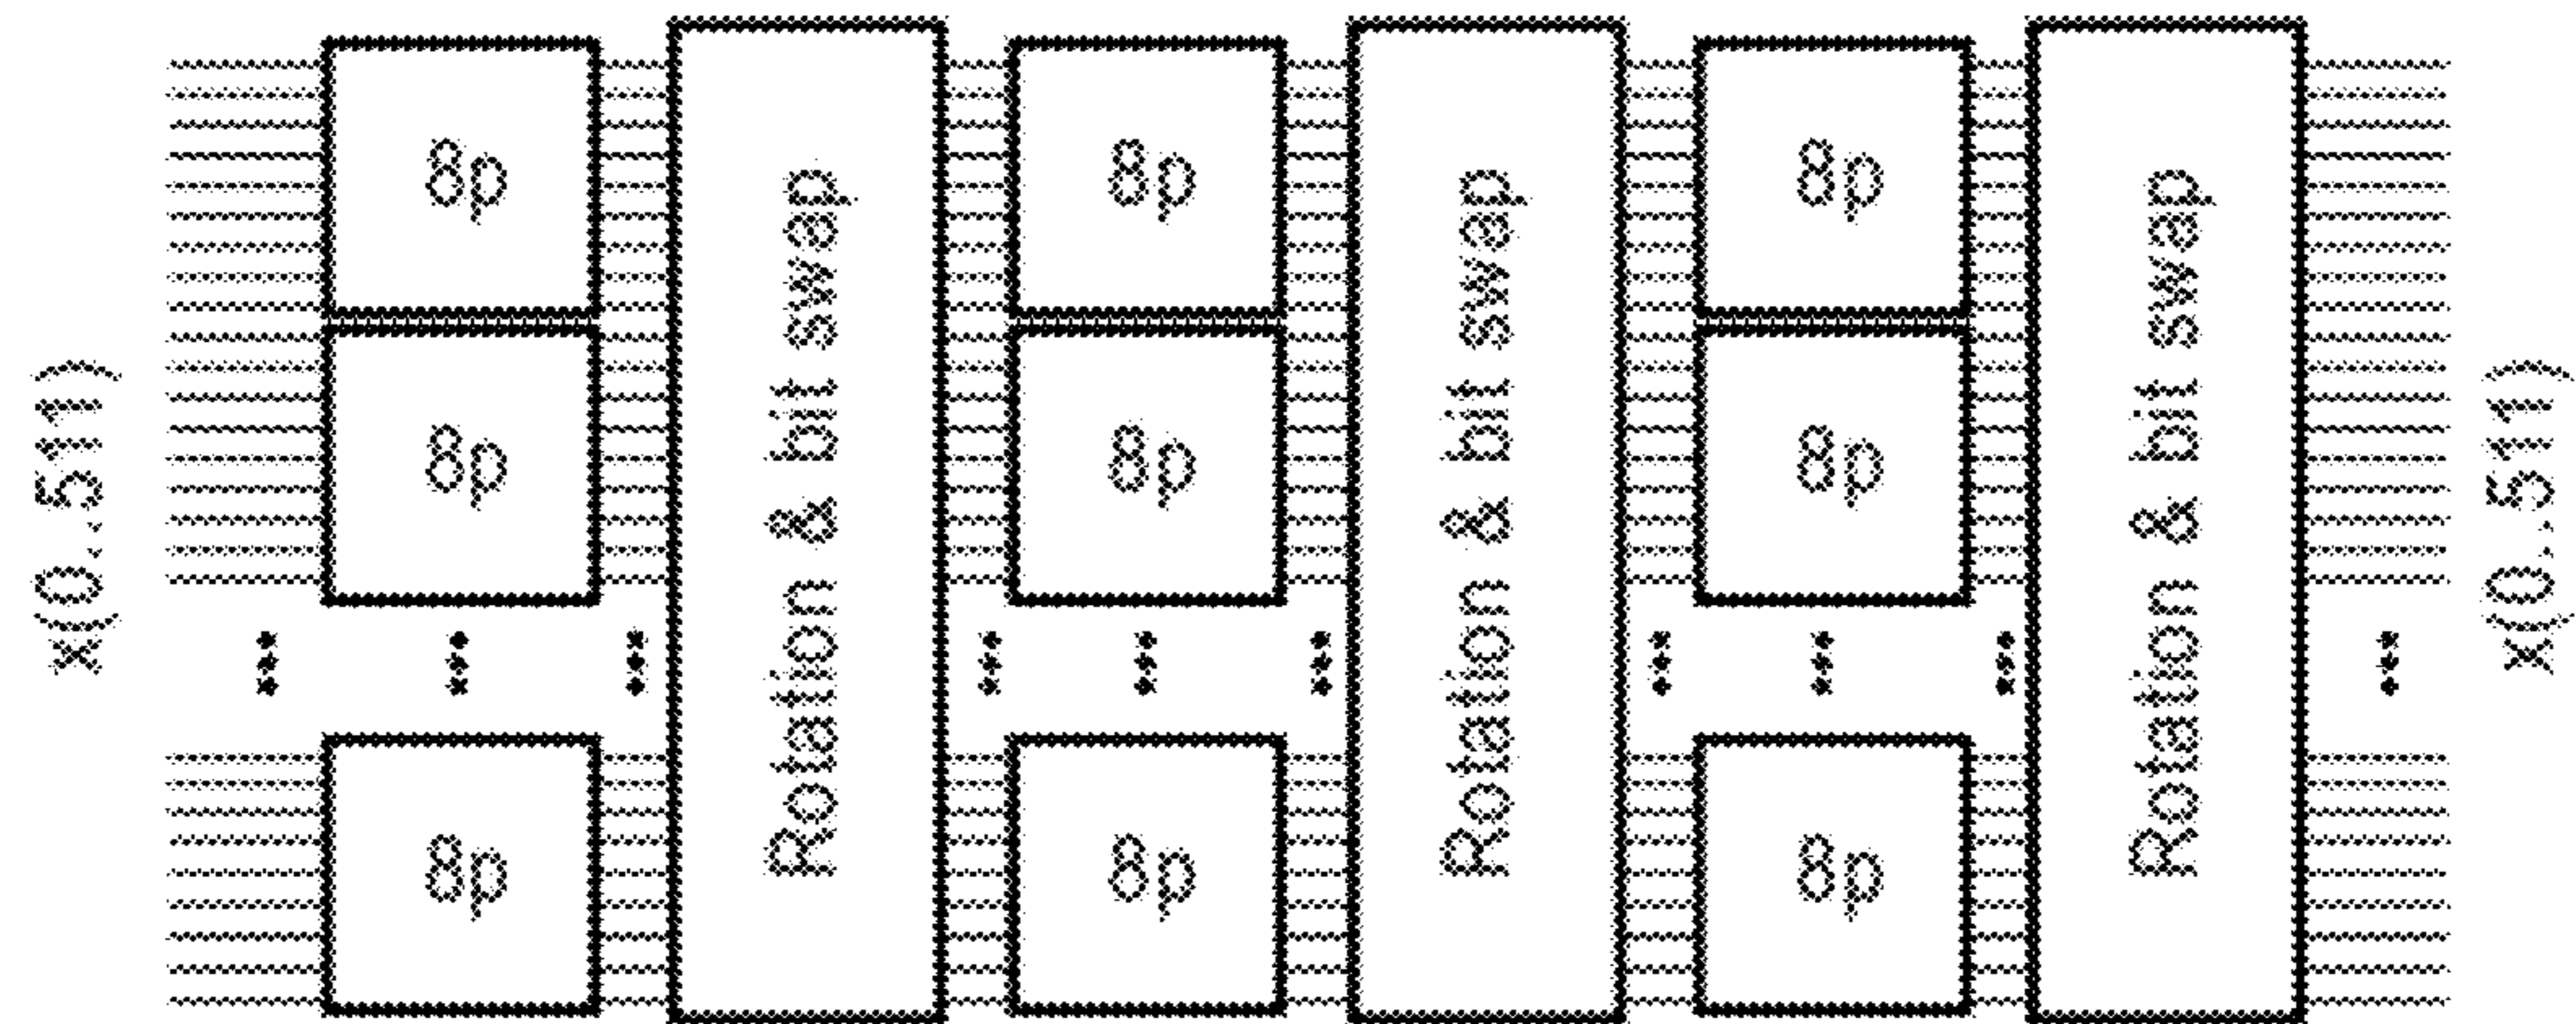 x(0..511)
8p
8p
8p
Rotation & bit swap
8p
8p
8p
Rotation & bit swap
8p
8p
8p
Rotation & bit swap
x(0..511)